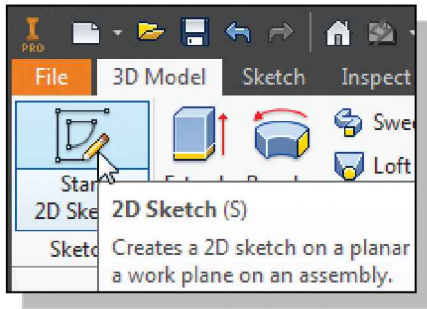 PRO
File 3D Model Sketch Inspect
Start
2D Ske
Sketc
Swe
Loft
2D Sketch (S)
Creates a 2D sketch on a planar
a work plane on an assembly.